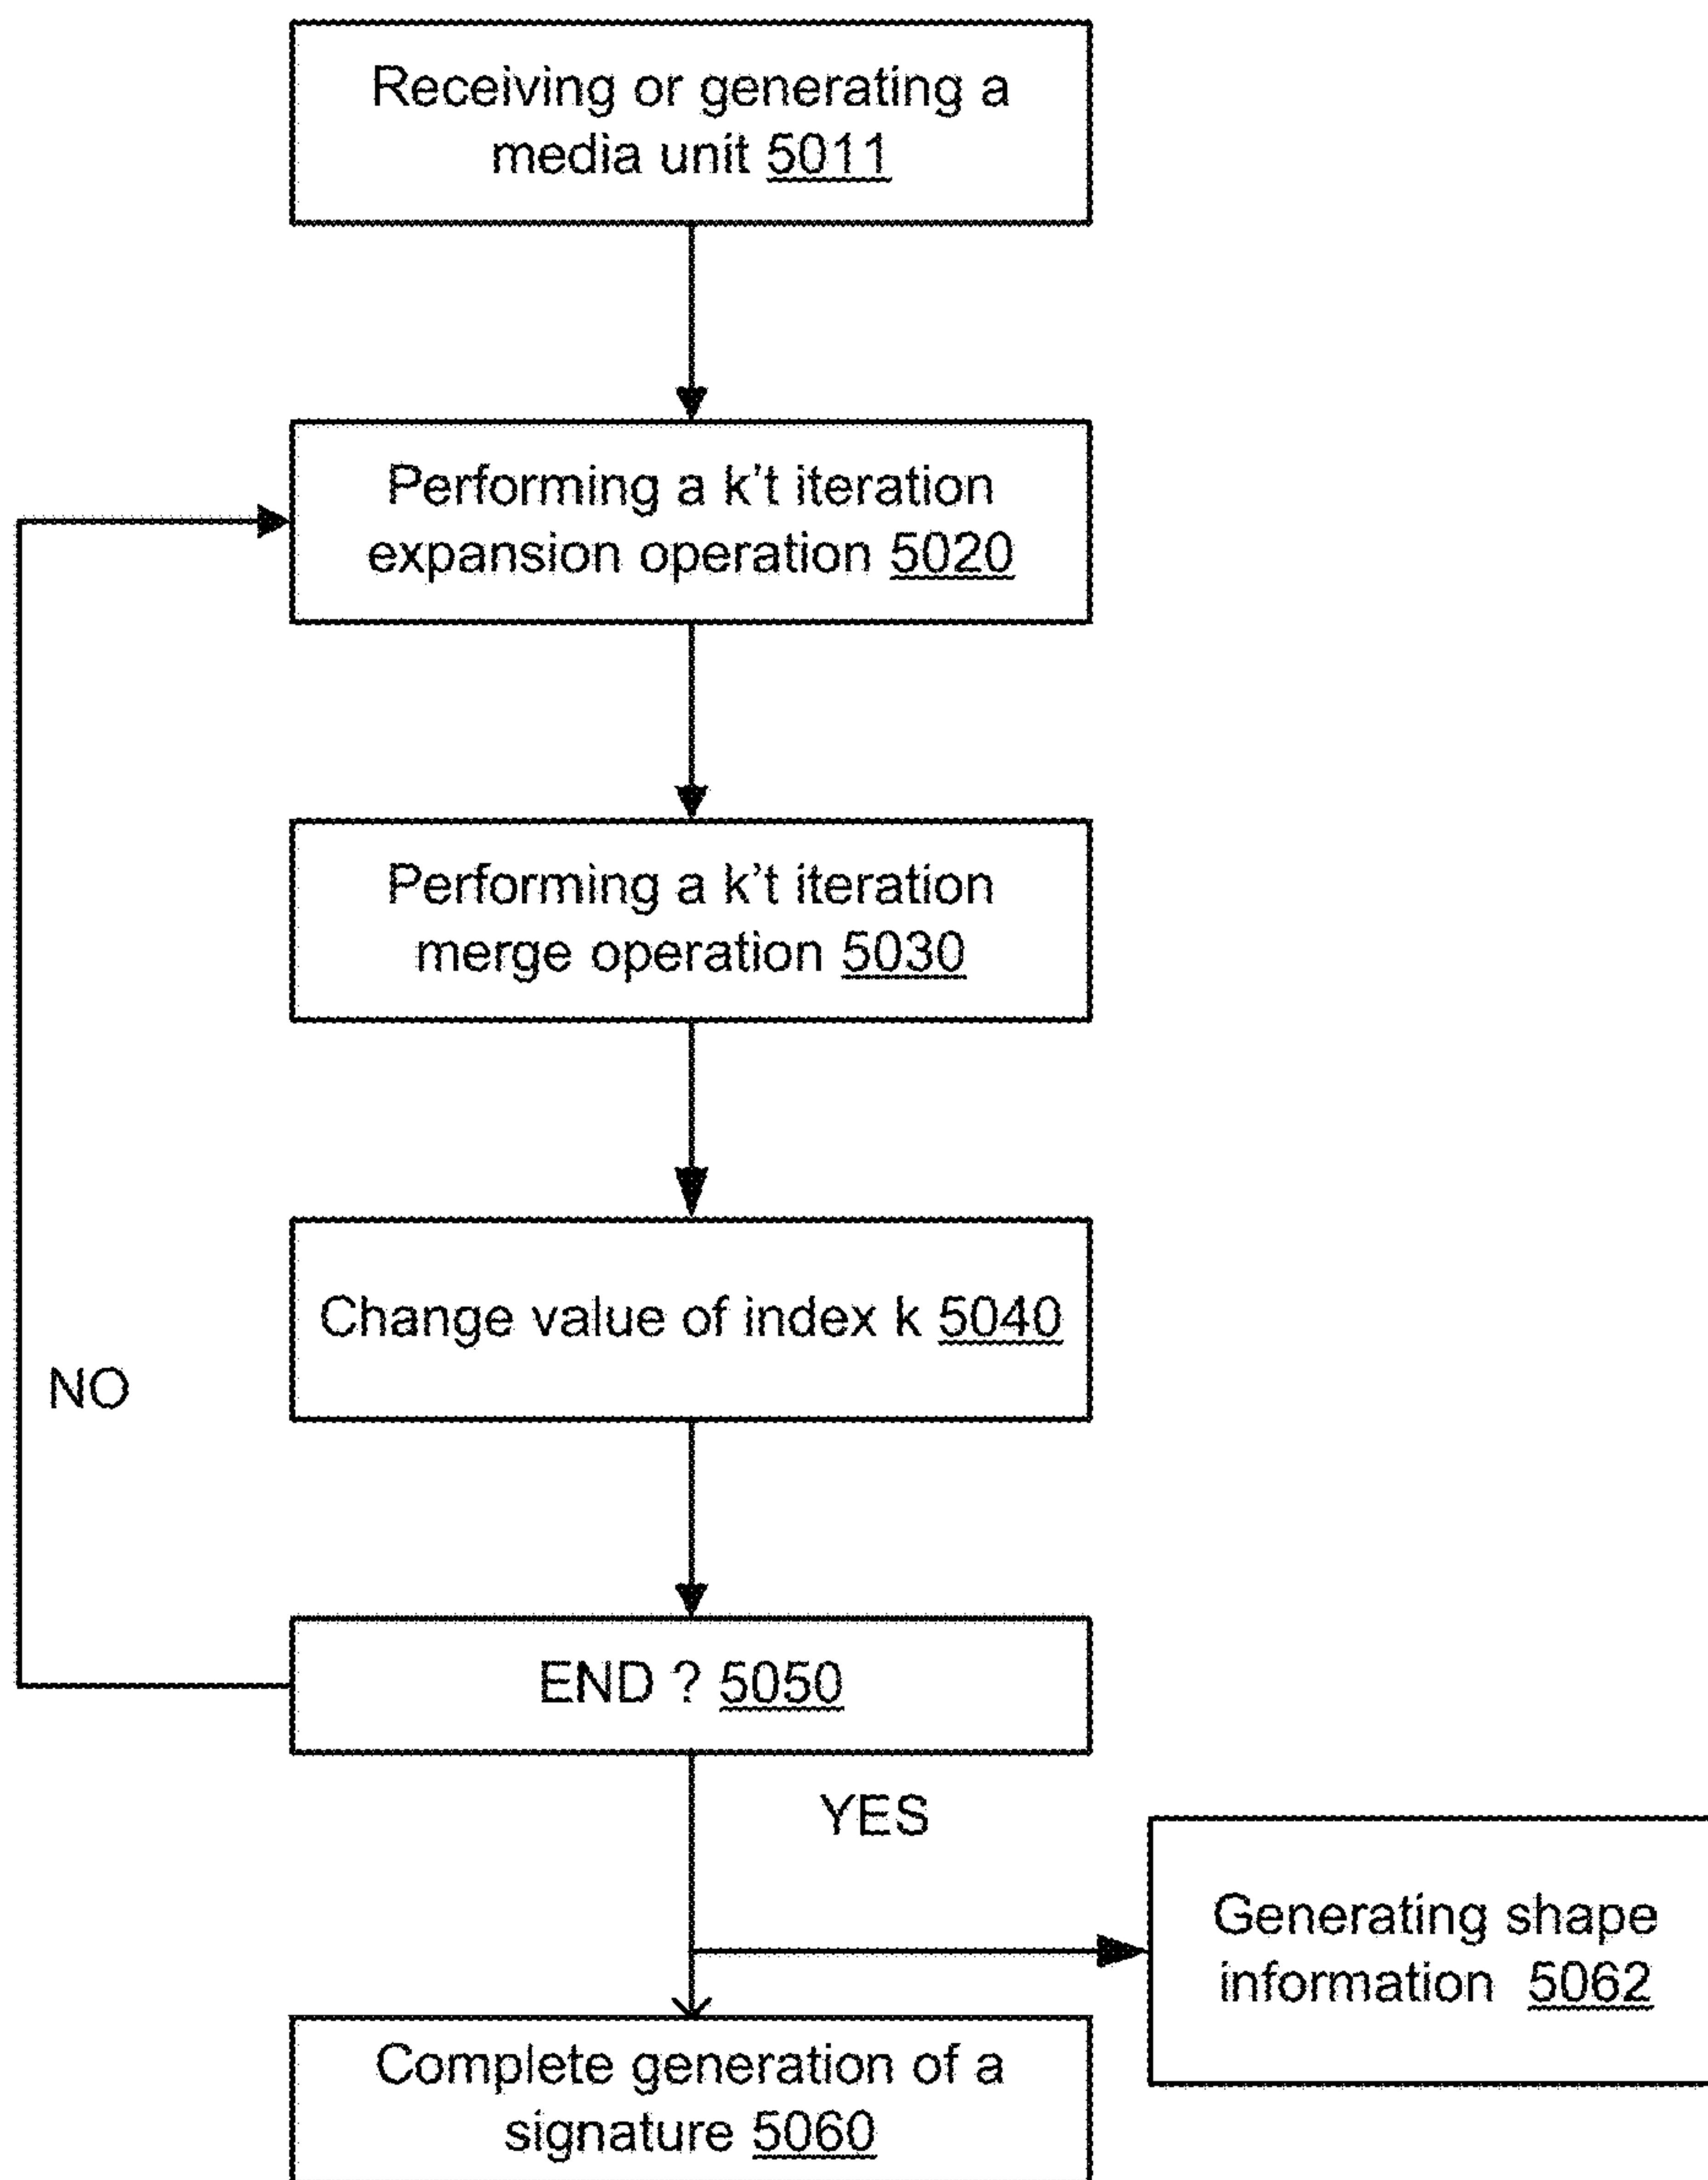 Receiving or generating a
media unit 5011
Performing a k't iteration
expansion operation 5020
Performing a k't iteration
merge operation 5030
Change value of index k 5040
NO
END ? 5050
YES
Generating shape
information 5062
Complete generation of a
signature 5060